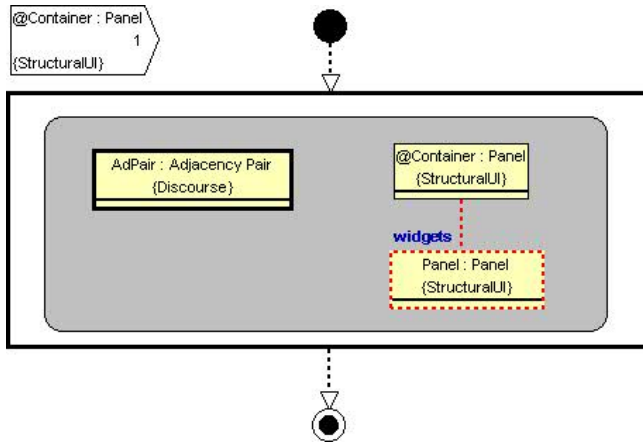 @Container : Panel
1
{StructuralUI}
AdPair : Adjacency Pair
{Discourse}
@Container : Panel
{StructuralUI}
widgets
Panel : Panel
{StructuralUI}